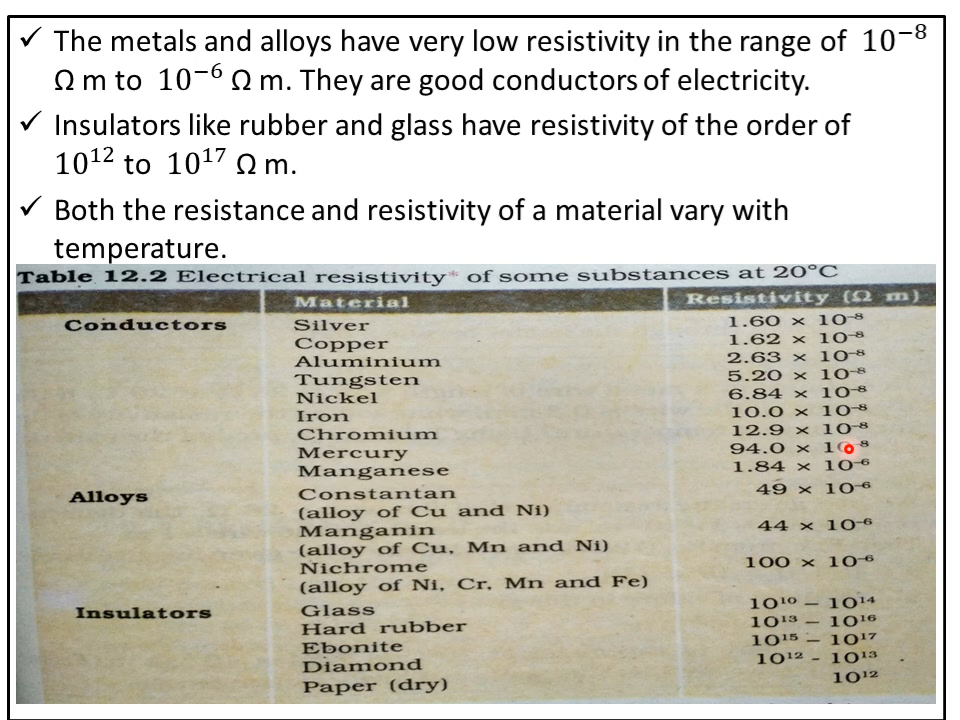 ✓ The metals and alloys have very low resistivity in the range of 10⁻⁸
Ω m to 10⁻⁶ Ω m. They are good conductors of electricity.
✓ Insulators like rubber and glass have resistivity of the order of
10¹² to 10¹⁷ Ω m.
✓ Both the resistance and resistivity of a material vary with
temperature.
Table 12.2 Electrical resistivity* of some substances at 20°C
Material Resistivity (Ω m)
Conductors Silver 1.60 × 10⁻⁸
Copper 1.62 × 10⁻⁸
Aluminium 2.63 × 10⁻⁸
Tungsten 5.20 × 10⁻⁸
Nickel 6.84 × 10⁻⁸
Iron 10.0 × 10⁻⁸
Chromium 12.9 × 10⁻⁸
Mercury 94.0 × 10⁻⁸
Manganese 1.84 × 10⁻⁶
Alloys Constantan 49 × 10⁻⁶
(alloy of Cu and Ni)
Manganin 44 × 10⁻⁶
(alloy of Cu, Mn and Ni)
Nichrome 100 × 10⁻⁶
(alloy of Ni, Cr, Mn and Fe)
Insulators Glass 10¹⁰ – 10¹⁴
Hard rubber 10¹³ – 10¹⁶
Ebonite 10¹⁵ – 10¹⁷
Diamond 10¹² - 10¹³
Paper (dry) 10¹²